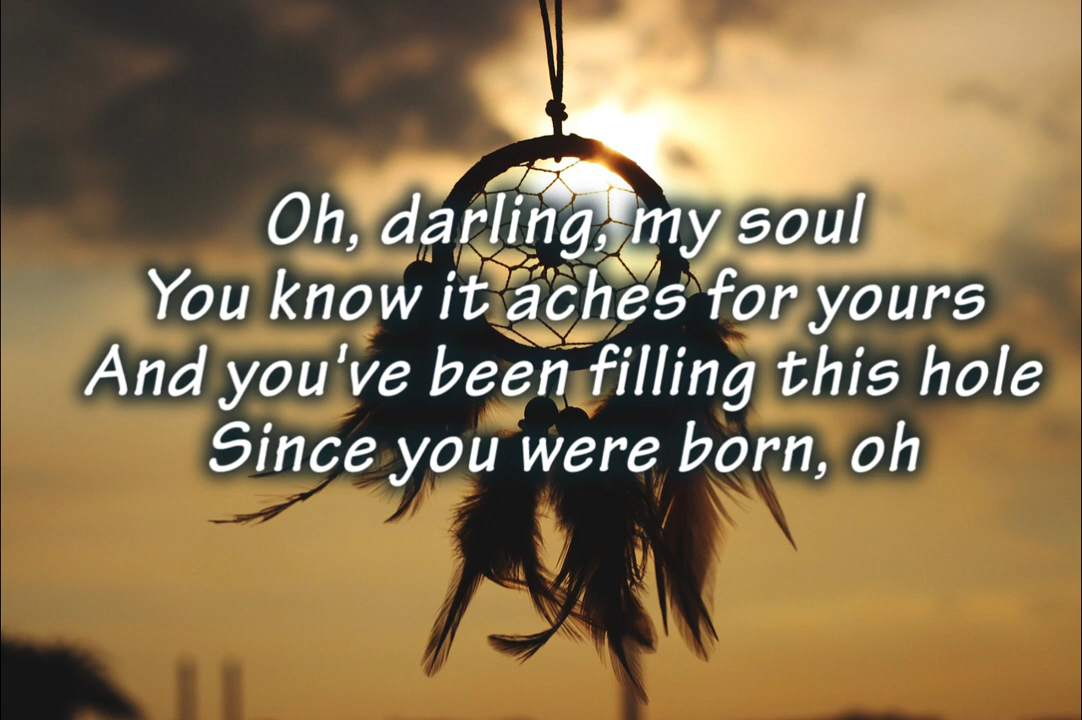 Oh, darling, my soul
You know it aches for yours
And you've been filling this hole
Since you were born, oh